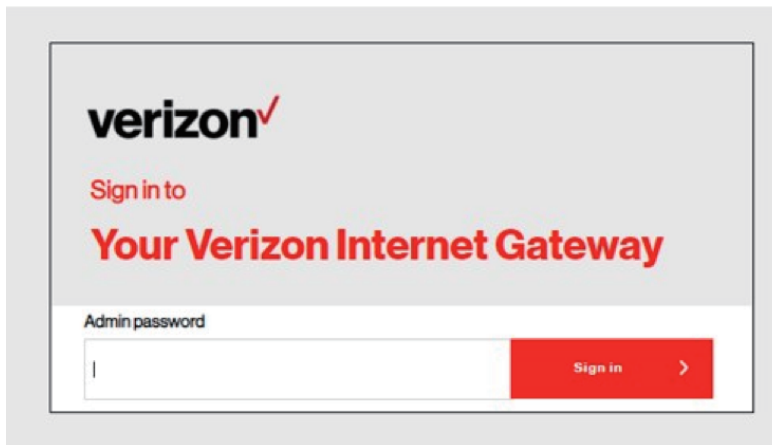 verizon
Sign in to
Your Verizon Internet Gateway
Admin password
Sign in